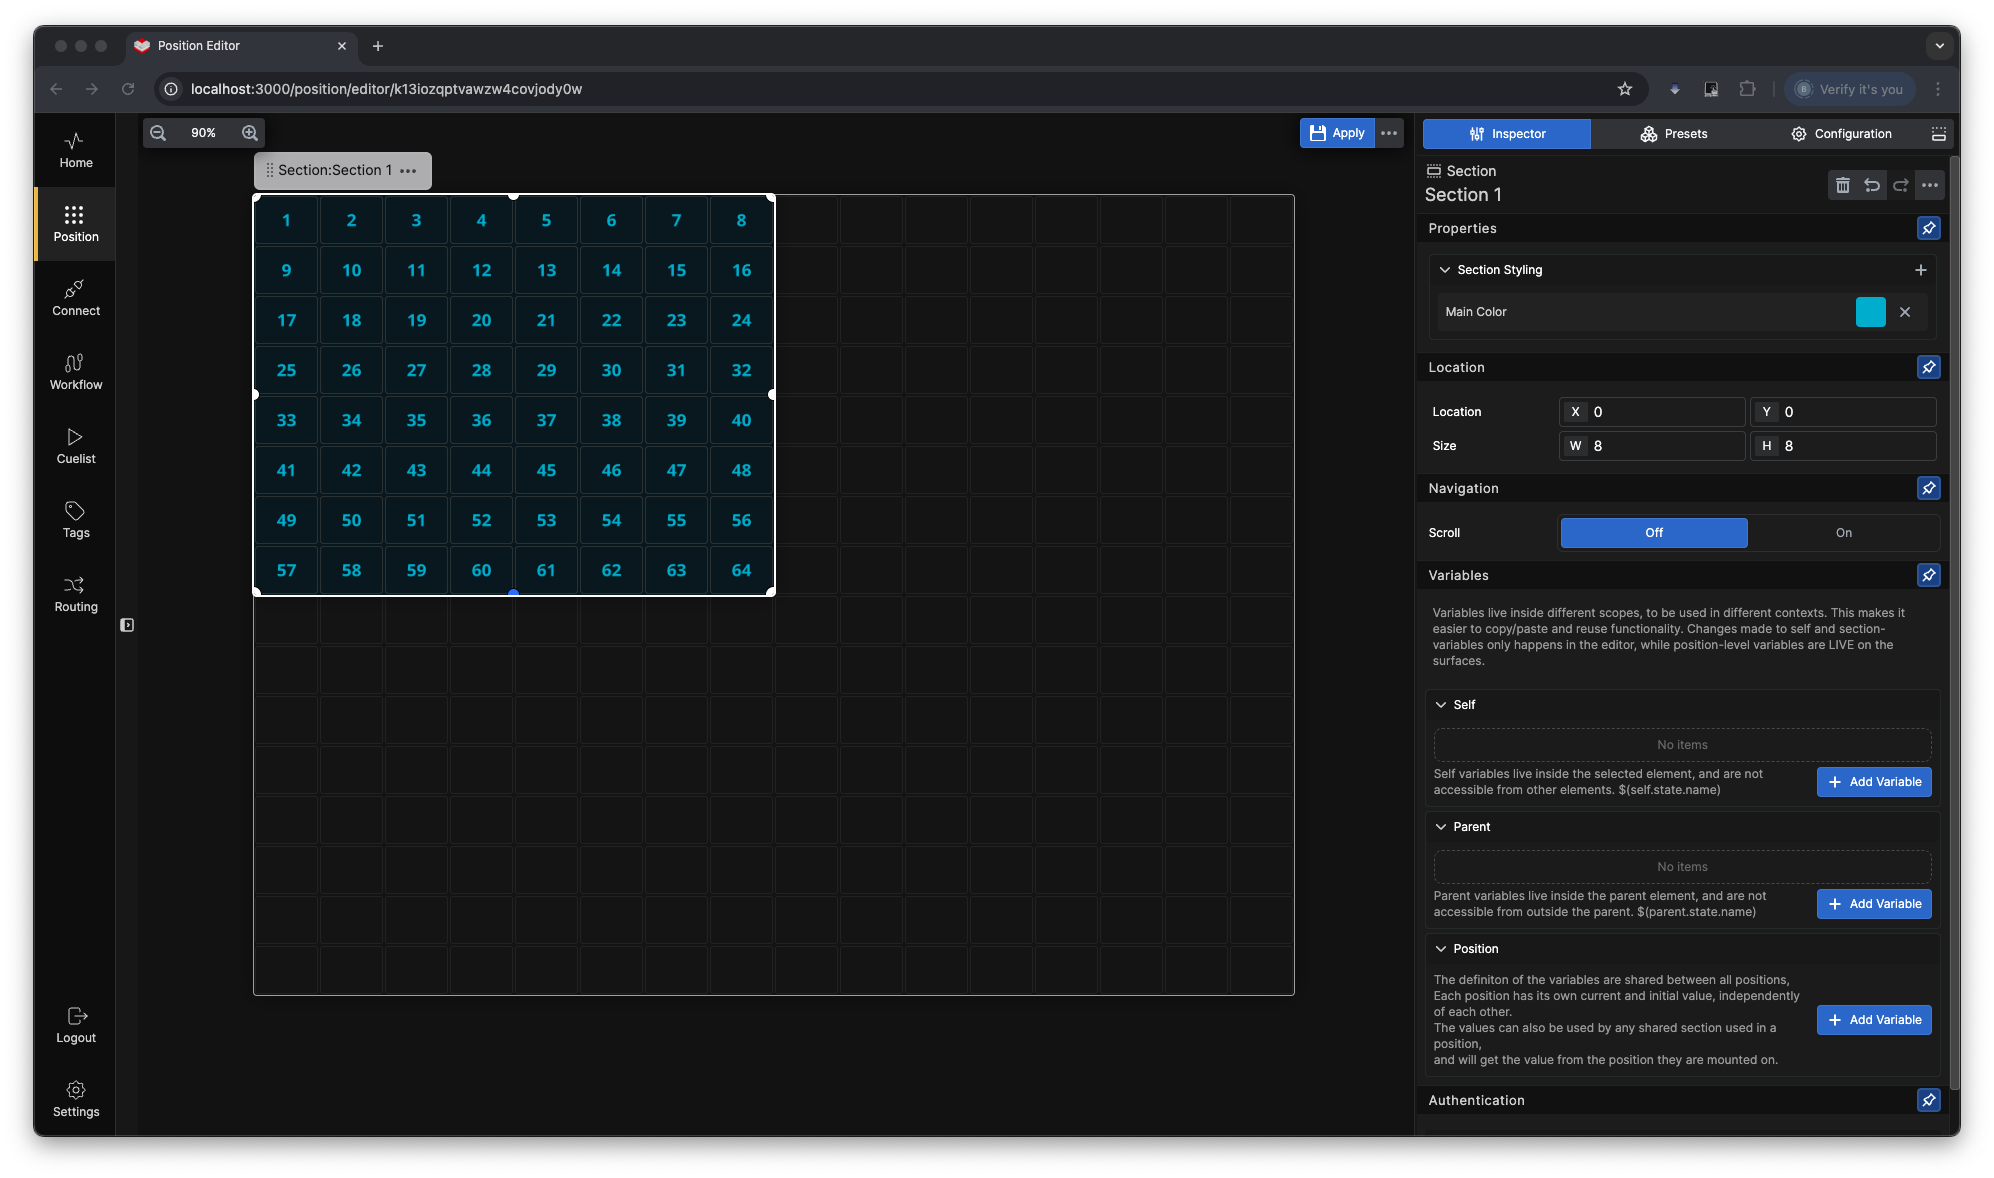 Position Editor
localhost:3000/position/editor/k13iozqptvawzw4covjody0w
Verify it's you
Home
Position
Connect
Workflow
Cuelist
Tags
Routing
Logout
Settings
90%
Apply
Section:Section 1
1 2 3 4 5 6 7 8
9 10 11 12 13 14 15 16
17 18 19 20 21 22 23 24
25 26 27 28 29 30 31 32
33 34 35 36 37 38 39 40
41 42 43 44 45 46 47 48
49 50 51 52 53 54 55 56
57 58 59 60 61 62 63 64
Inspector Presets Configuration
Section
Section 1
Properties
Section Styling
Main Color
Location
Location X 0 Y 0
Size W 8 H 8
Navigation
Scroll Off On
Variables
Variables live inside different scopes, to be used in different contexts. This makes it
easier to copy/paste and reuse functionality. Changes made to self and section-
variables only happens in the editor, while position-level variables are LIVE on the
surfaces.
Self
No items
Self variables live inside the selected element, and are not
accessible from other elements. $(self.state.name)
Add Variable
Parent
No items
Parent variables live inside the parent element, and are not
accessible from outside the parent. $(parent.state.name)
Add Variable
Position
The definiton of the variables are shared between all positions,
Each position has its own current and initial value, independently
of each other.
The values can also be used by any shared section used in a
position,
and will get the value from the position they are mounted on.
Add Variable
Authentication